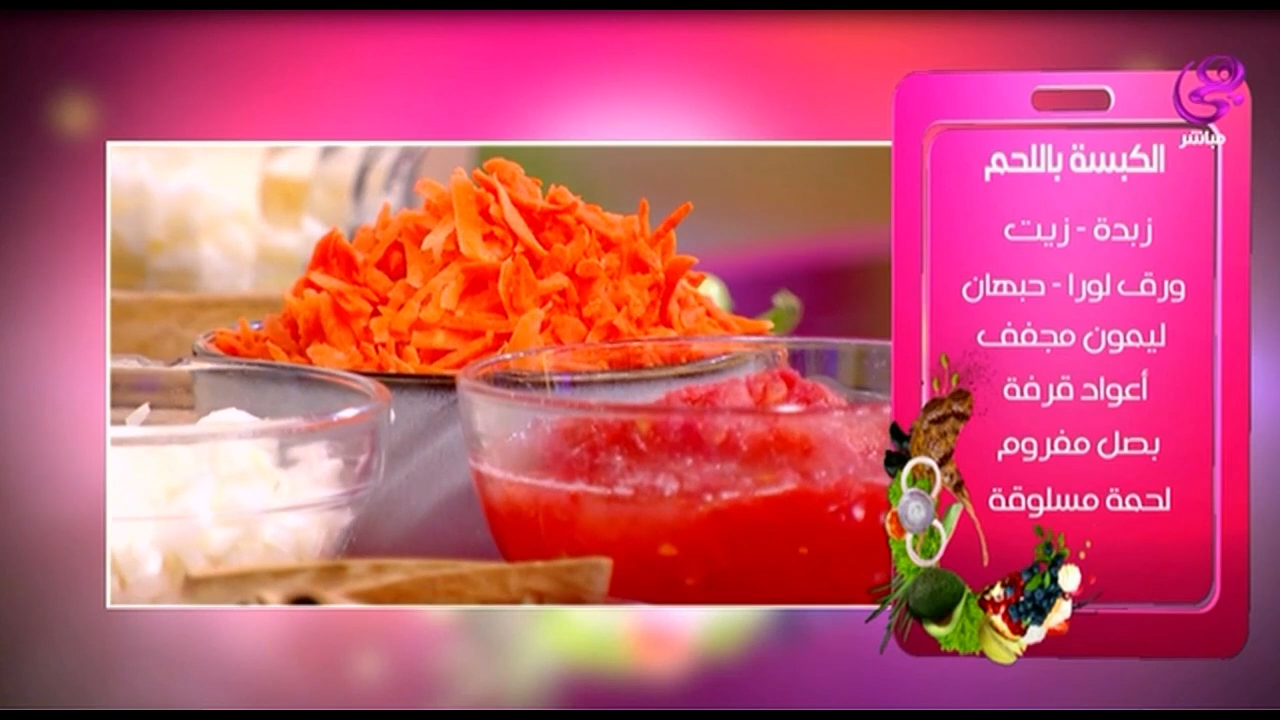 مباشر
الكبسة باللحم
زبدة - زيت
ورق لورا - حبهان
ليمون مجفف
أعواد قرفة
بصل مفروم
لحمة مسلوقة